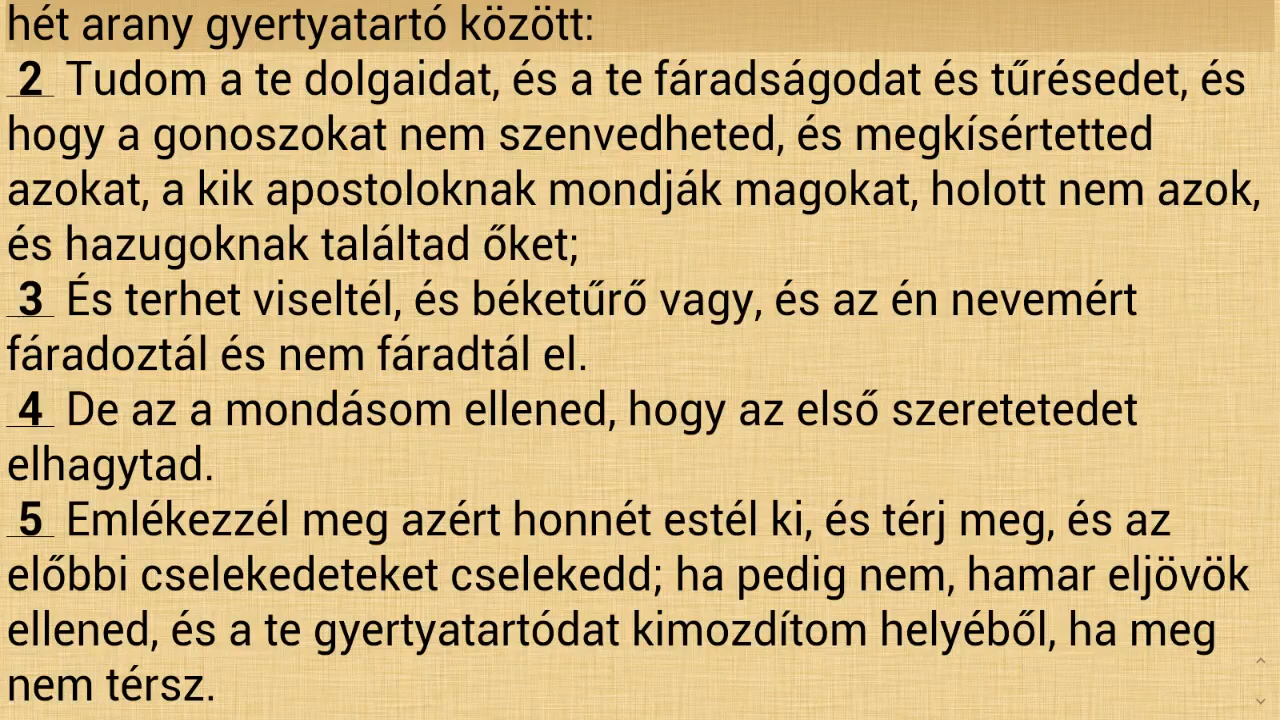 hét arany gyertyatartó között:
2 Tudom a te dolgaidat, és a te fáradságodat és tűrésedet, és
hogy a gonoszokat nem szenvedheted, és megkísértetted
azokat, a kik apostoloknak mondják magokat, holott nem azok,
és hazugoknak találtad őket;
3 És terhet viseltél, és béketűrő vagy, és az én nevemért
fáradoztál és nem fáradtál el.
4 De az a mondásom ellened, hogy az első szeretetedet
elhagytad.
5 Emlékezzél meg azért honnét estél ki, és térj meg, és az
előbbi cselekedeteket cselekedd; ha pedig nem, hamar eljövök
ellened, és a te gyertyatartódat kimozdítom helyéből, ha meg
nem térsz.